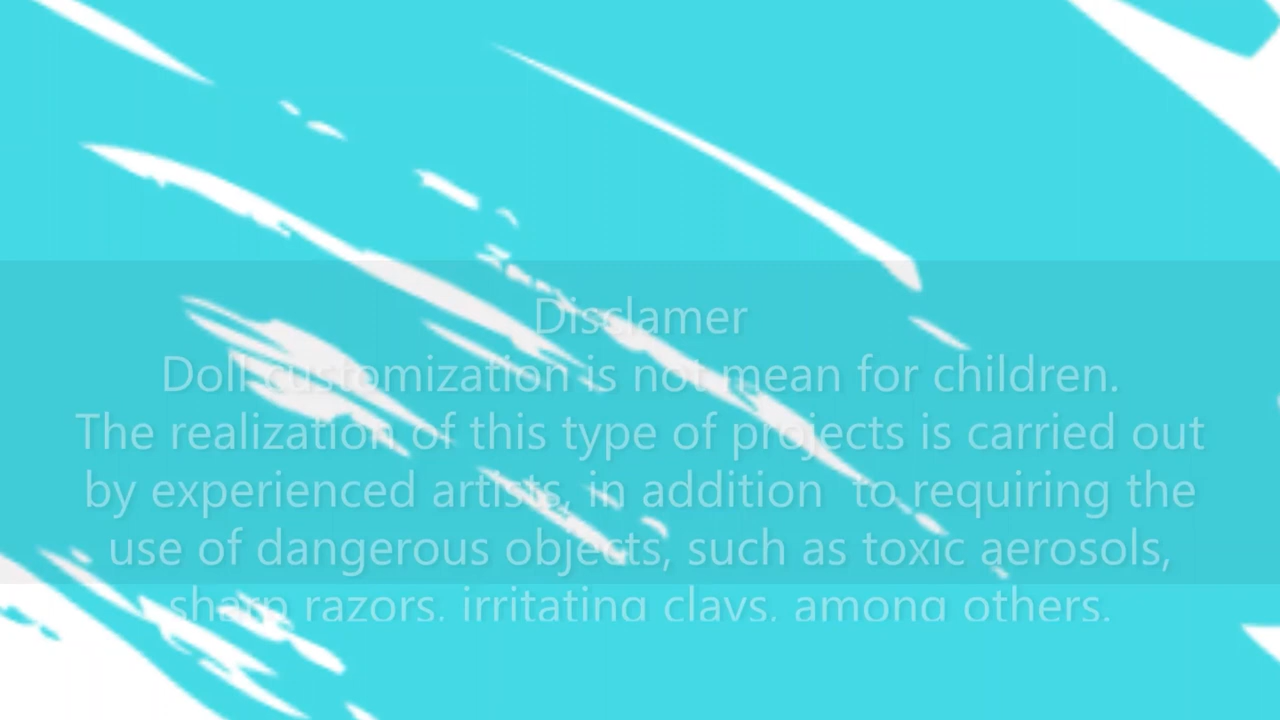 Disclamer
Doll customization is not mean for children.
The realization of this type of projects is carried out
by experienced artists, in addition to requiring the
use of dangerous objects, such as toxic aerosols,
sharp razors, irritating clays, among others.